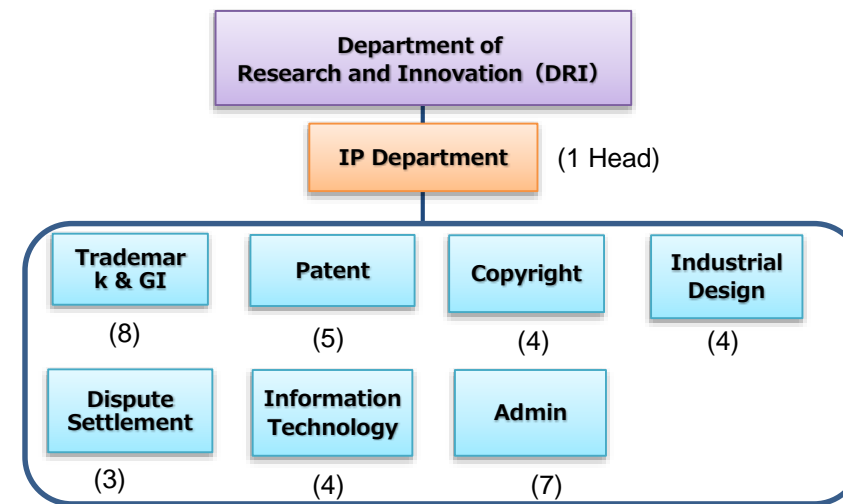 Department of
Research and Innovation（DRI）
IP Department
(1 Head)
Trademar
k & GI
(8)
Patent
(5)
Copyright
(4)
Industrial
Design
(4)
Dispute
Settlement
(3)
Information
Technology
(4)
Admin
(7)